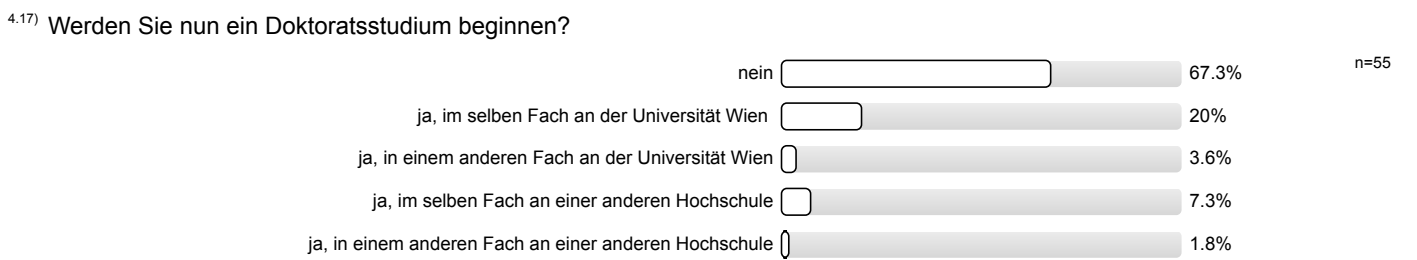 4.17) Werden Sie nun ein Doktoratsstudium beginnen?
nein 67.3% n=55
ja, im selben Fach an der Universität Wien 20%
ja, in einem anderen Fach an der Universität Wien 3.6%
ja, im selben Fach an einer anderen Hochschule 7.3%
ja, in einem anderen Fach an einer anderen Hochschule 1.8%